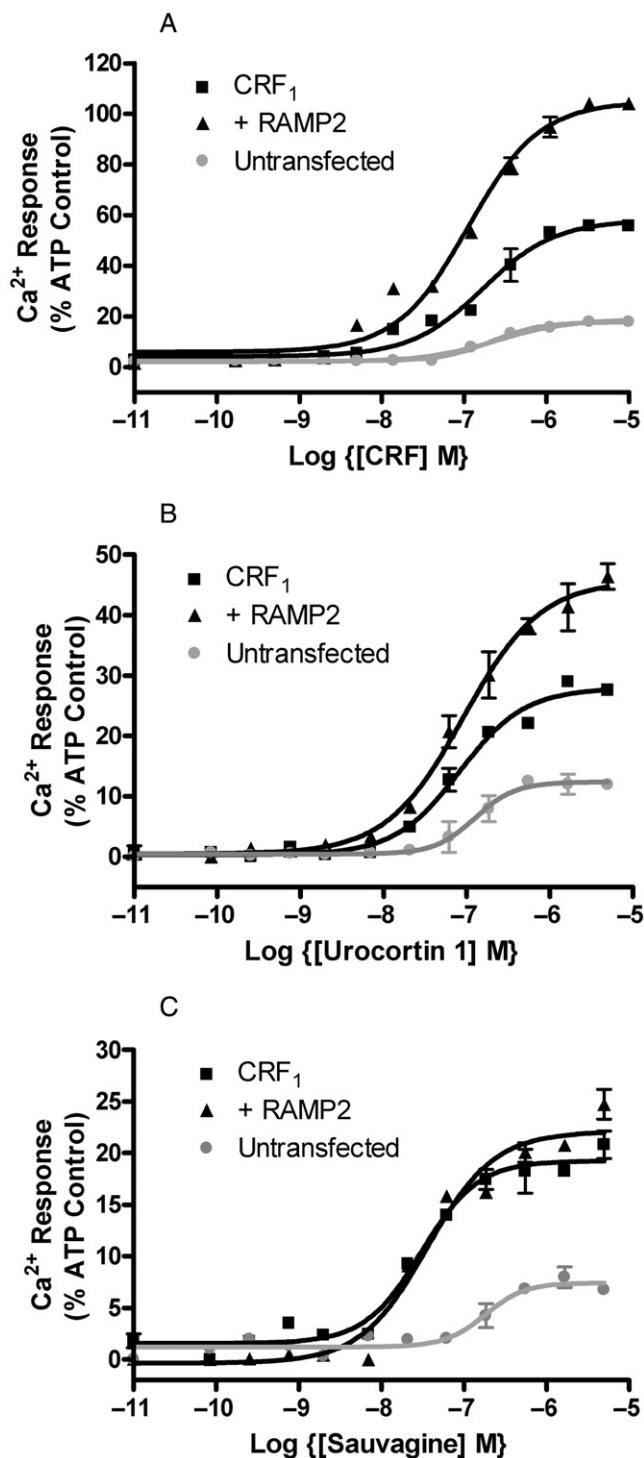 A
Ca²⁺ Response
(% ATP Control)
120
100
80
60
40
20
0
CRF₁
+ RAMP2
Untransfected
–11 –10 –9 –8 –7 –6 –5
Log {[CRF] M}
B
Ca²⁺ Response
(% ATP Control)
50
40
30
20
10
0
CRF₁
+ RAMP2
Untransfected
–11 –10 –9 –8 –7 –6 –5
Log {[Urocortin 1] M}
C
Ca²⁺ Response
(% ATP Control)
30
25
20
15
10
5
0
CRF₁
+ RAMP2
Untransfected
–11 –10 –9 –8 –7 –6 –5
Log {[Sauvagine] M}